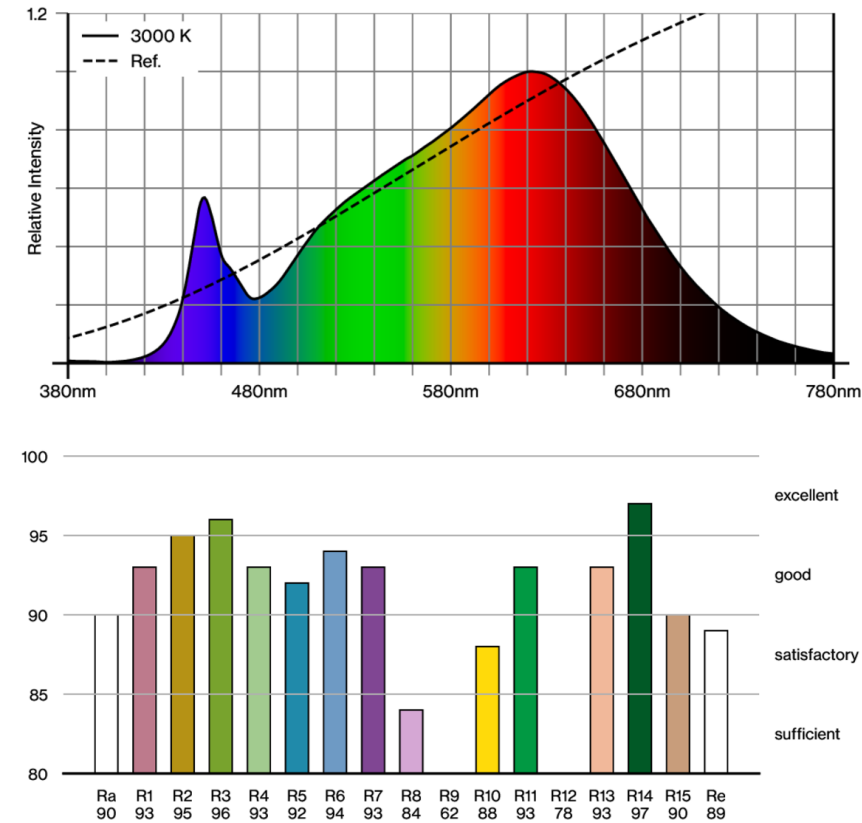 1.2
3000 K
Ref.
Relative Intensity
380nm 480nm 580nm 680nm 780nm
100
excellent
95
good
90
satisfactory
85
sufficient
80
Ra R1 R2 R3 R4 R5 R6 R7 R8 R9 R10 R11 R12 R13 R14 R15 Re
90 93 95 96 93 92 94 93 84 62 88 93 78 93 97 90 89